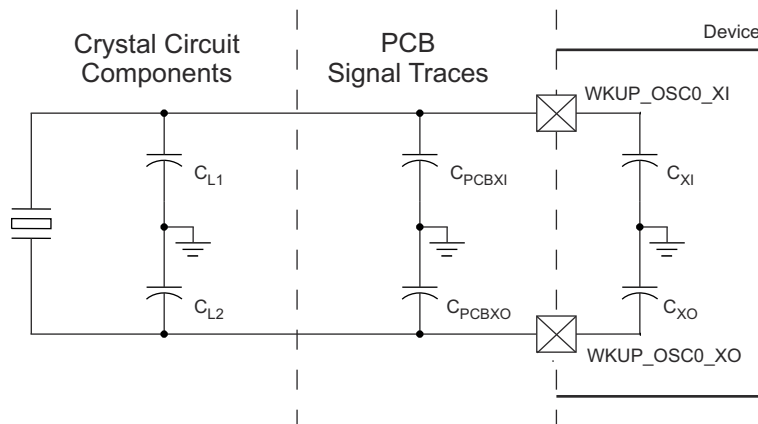 Crystal Circuit
Components
PCB
Signal Traces
Device
WKUP_OSC0_XI
CL1
CPCBXI
CXI
CL2
CPCBXO
CXO
WKUP_OSC0_XO